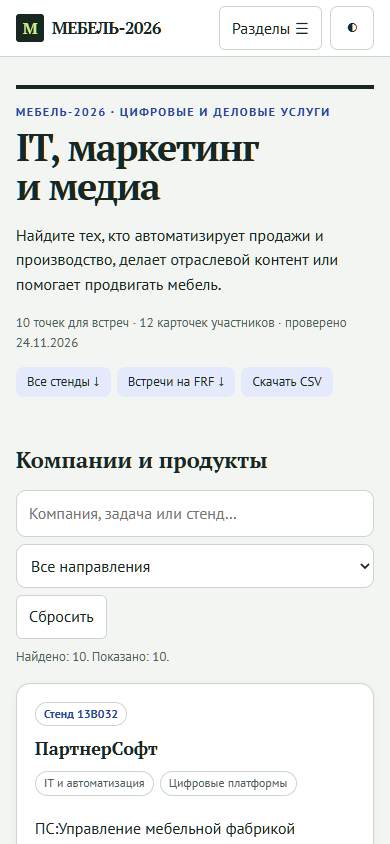 М МЕБЕЛЬ-2026
Разделы ☰
МЕБЕЛЬ-2026 · ЦИФРОВЫЕ И ДЕЛОВЫЕ УСЛУГИ
IT, маркетинг
и медиа
Найдите тех, кто автоматизирует продажи и
производство, делает отраслевой контент или
помогает продвигать мебель.
10 точек для встреч · 12 карточек участников · проверено
24.11.2026
Все стенды ↓ Встречи на FRF ↓ Скачать CSV
Компании и продукты
Компания, задача или стенд...
Все направления
Сбросить
Найдено: 10. Показано: 10.
Стенд 13B032
ПартнерСофт
IT и автоматизация Цифровые платформы
ПС:Управление мебельной фабрикой